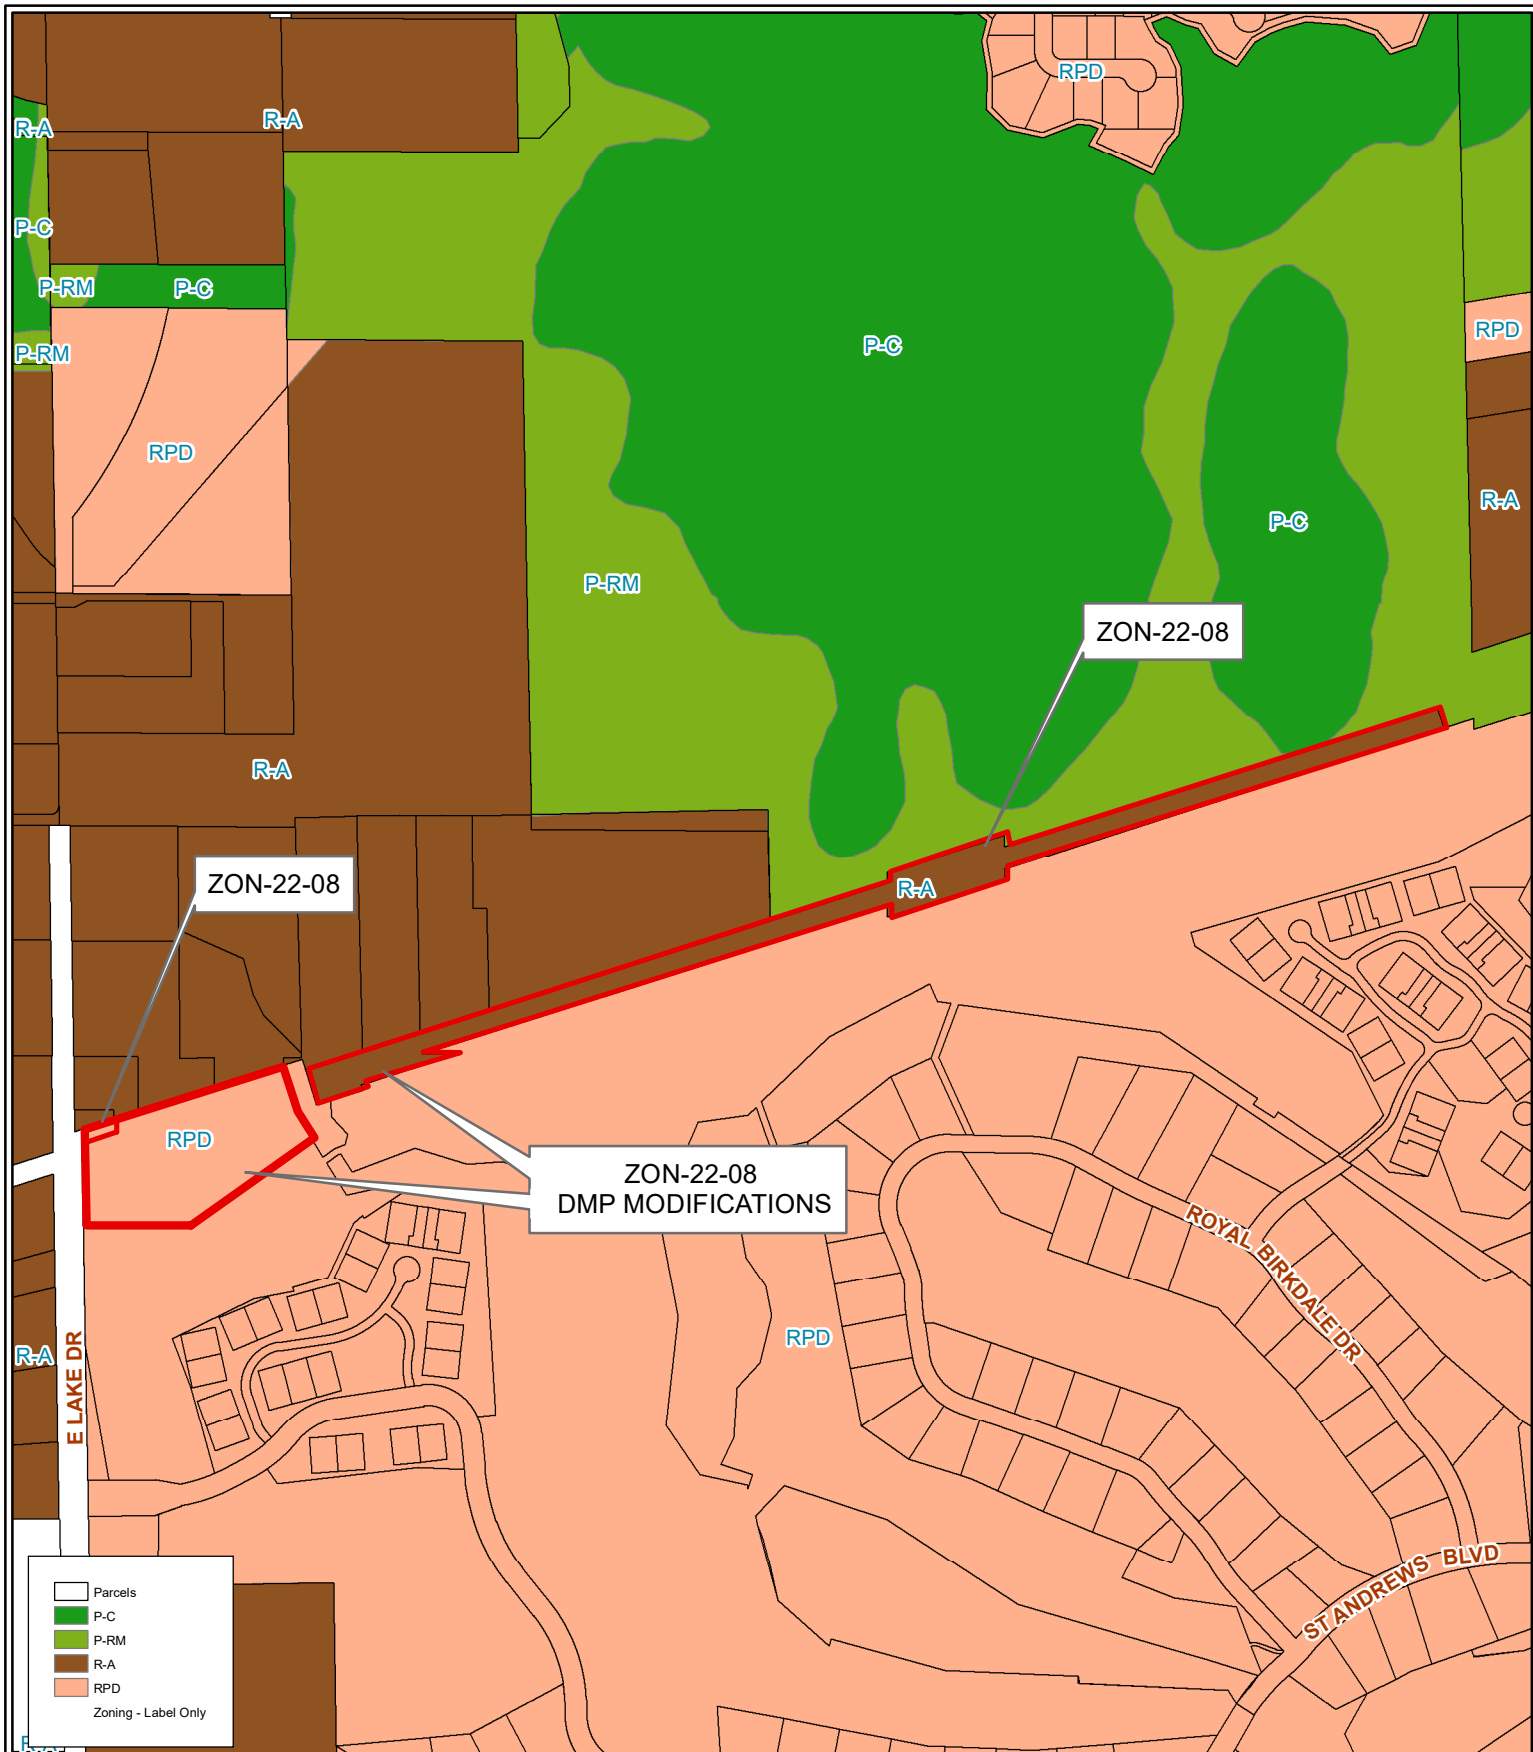 RPD
R-A
R-A
P-C
P-RM
P-C
RPD
P-C
P-RM
RPD
R-A
P-C
P-RM
ZON-22-08
R-A
ZON-22-08
R-A
RPD
ZON-22-08
DMP MODIFICATIONS
ROYAL BIRKDALE DR
RPD
R-A
E LAKE DR
ST ANDREWS BLVD
Parcels
P-C
P-RM
R-A
RPD
Zoning - Label Only